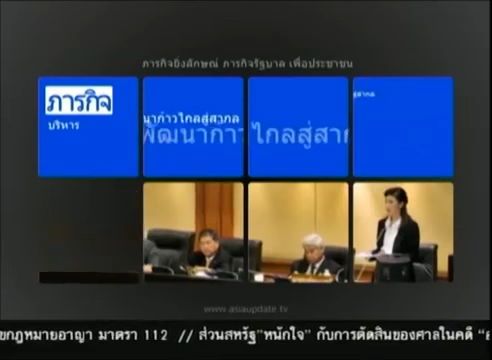 ภารกิจยิ่งลักษณ์ ภารกิจรัฐบาล เพื่อประชาชน
ภารกิจ
บริหาร
นาก้าวไกลสู่สากล
พัฒนาก้าวไกลสู่สาก
สู่สากล
www.asiaupdate.tv
ขกฎหมายอาญา มาตรา 112 // ส่วนสหรัฐ"หนักใจ" กับการตัดสินของศาลในคดี "อ